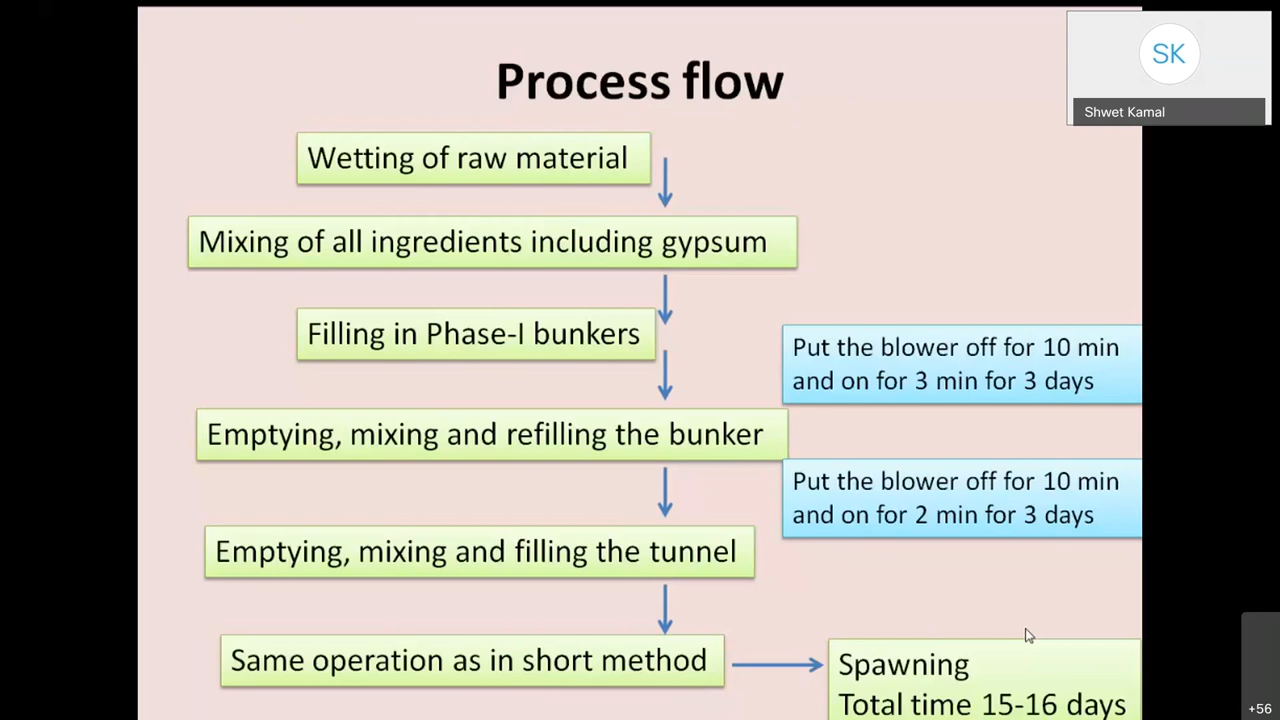 Process flow
SK
Shwet Kamal
Wetting of raw material
Mixing of all ingredients including gypsum
Filling in Phase-I bunkers
Put the blower off for 10 min
and on for 3 min for 3 days
Emptying, mixing and refilling the bunker
Put the blower off for 10 min
and on for 2 min for 3 days
Emptying, mixing and filling the tunnel
Same operation as in short method
Spawning
Total time 15-16 days
+56